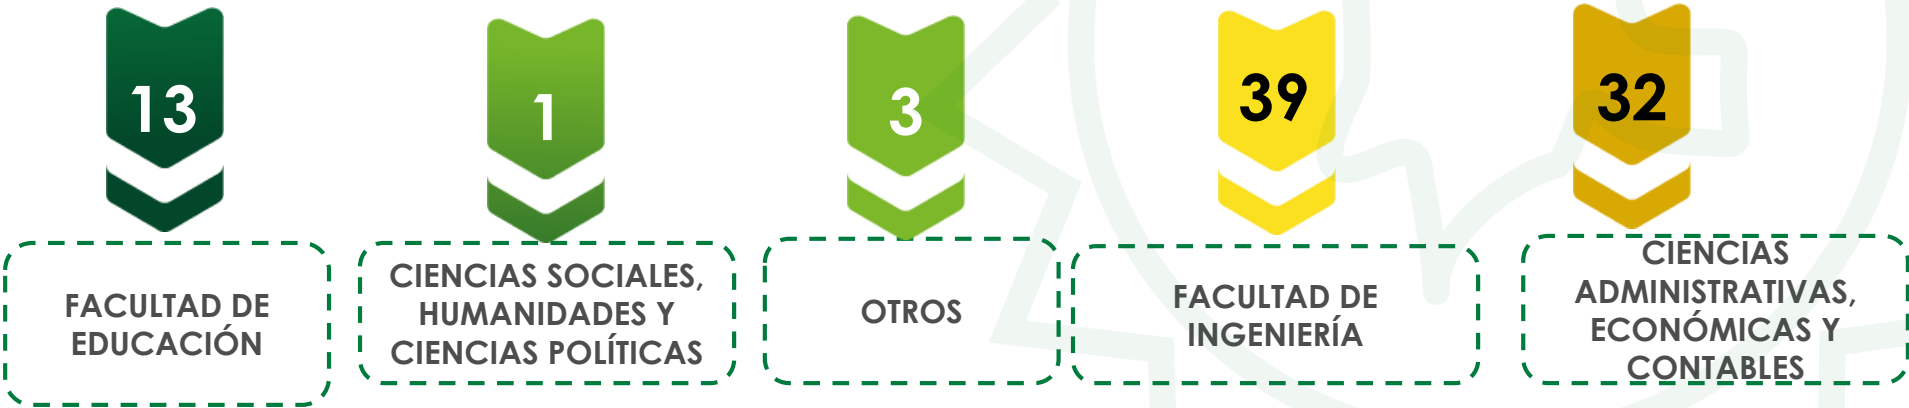 13
1
3
39
32
FACULTAD DE
EDUCACIÓN
CIENCIAS SOCIALES,
HUMANIDADES Y
CIENCIAS POLÍTICAS
OTROS
FACULTAD DE
INGENIERÍA
CIENCIAS
ADMINISTRATIVAS,
ECONÓMICAS Y
CONTABLES